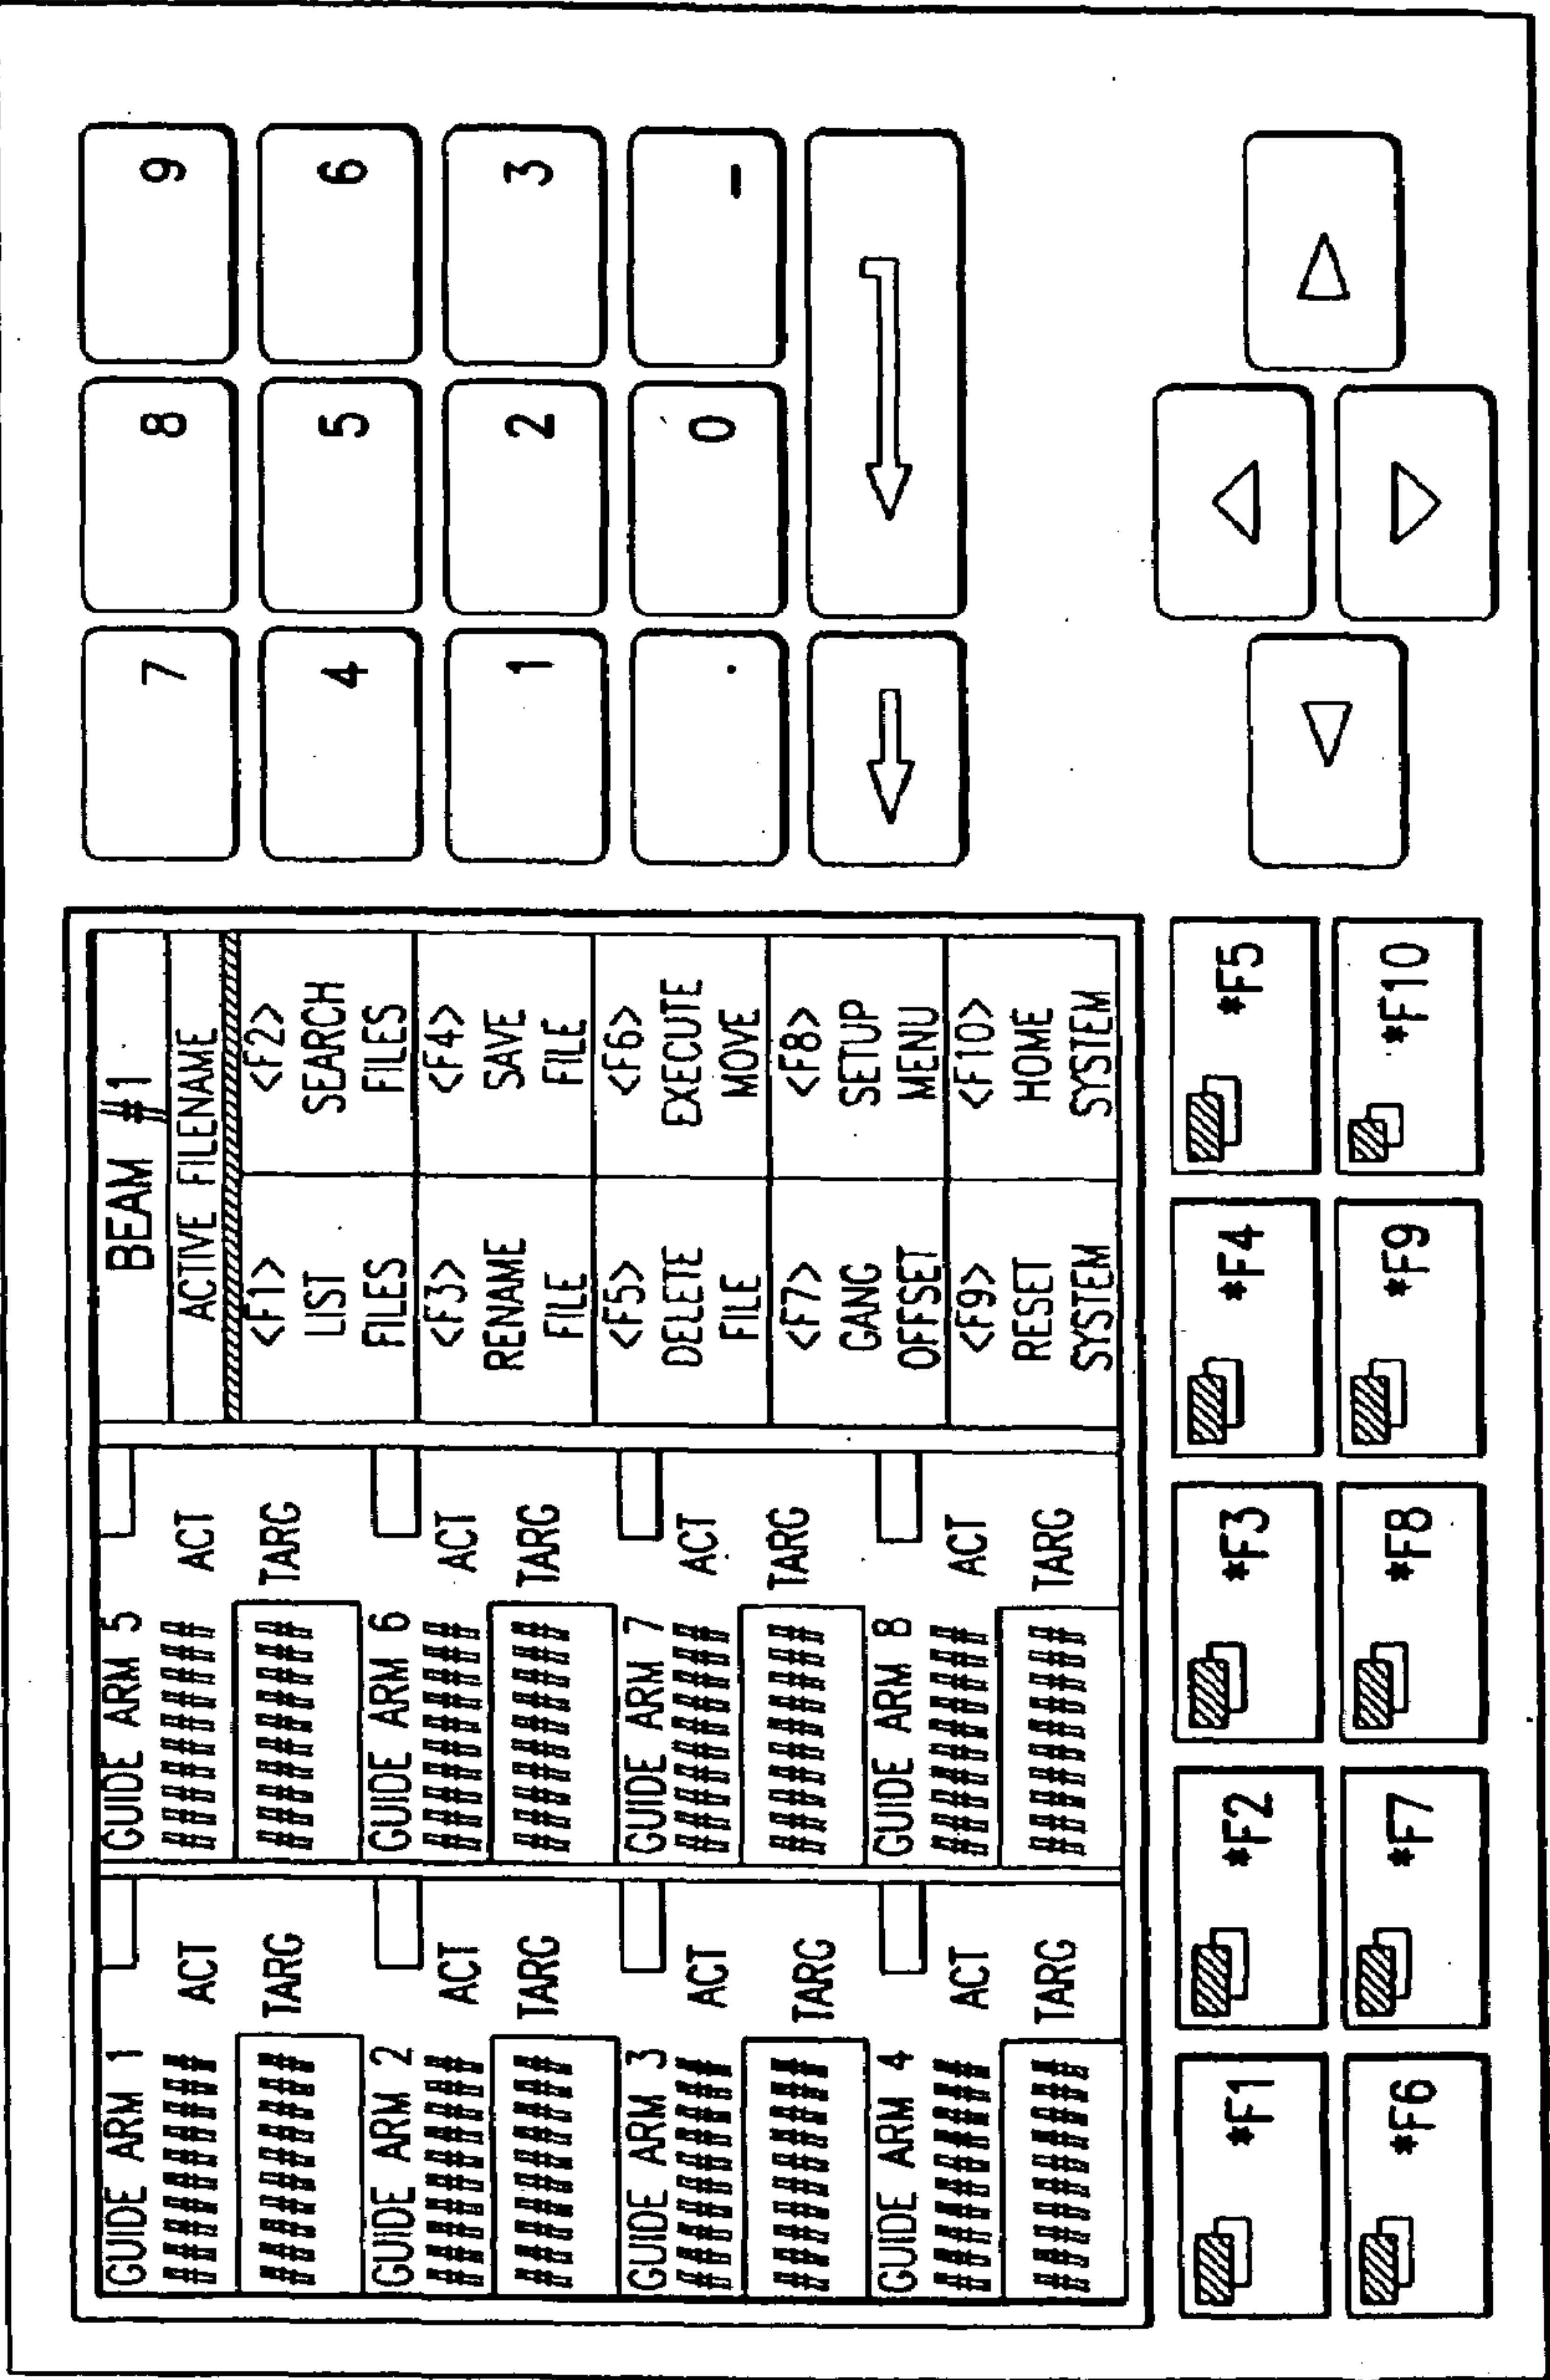 GUIDE ARM 1
########## ACT
########## TARG
GUIDE ARM 2
########## ACT
########## TARG
GUIDE ARM 3
########## ACT
########## TARG
GUIDE ARM 4
########## ACT
########## TARG
GUIDE ARM 5
########## ACT
########## TARG
GUIDE ARM 6
########## ACT
########## TARG
GUIDE ARM 7
########## ACT
########## TARG
GUIDE ARM 8
########## ACT
########## TARG
BEAM #1
ACTIVE FILENAME
<F1>
LIST
FILES
<F2>
SEARCH
FILES
<F3>
RENAME
FILE
<F4>
SAVE
FILE
<F5>
DELETE
FILE
<F6>
EXECUTE
MOVE
<F7>
GANG
OFFSET
<F8>
SETUP
MENU
<F9>
RESET
SYSTEM
<F10>
HOME
SYSTEM
7 8 9
4 5 6
1 2 3
. 0 -
*F1 *F2 *F3 *F4 *F5
*F6 *F7 *F8 *F9 *F10